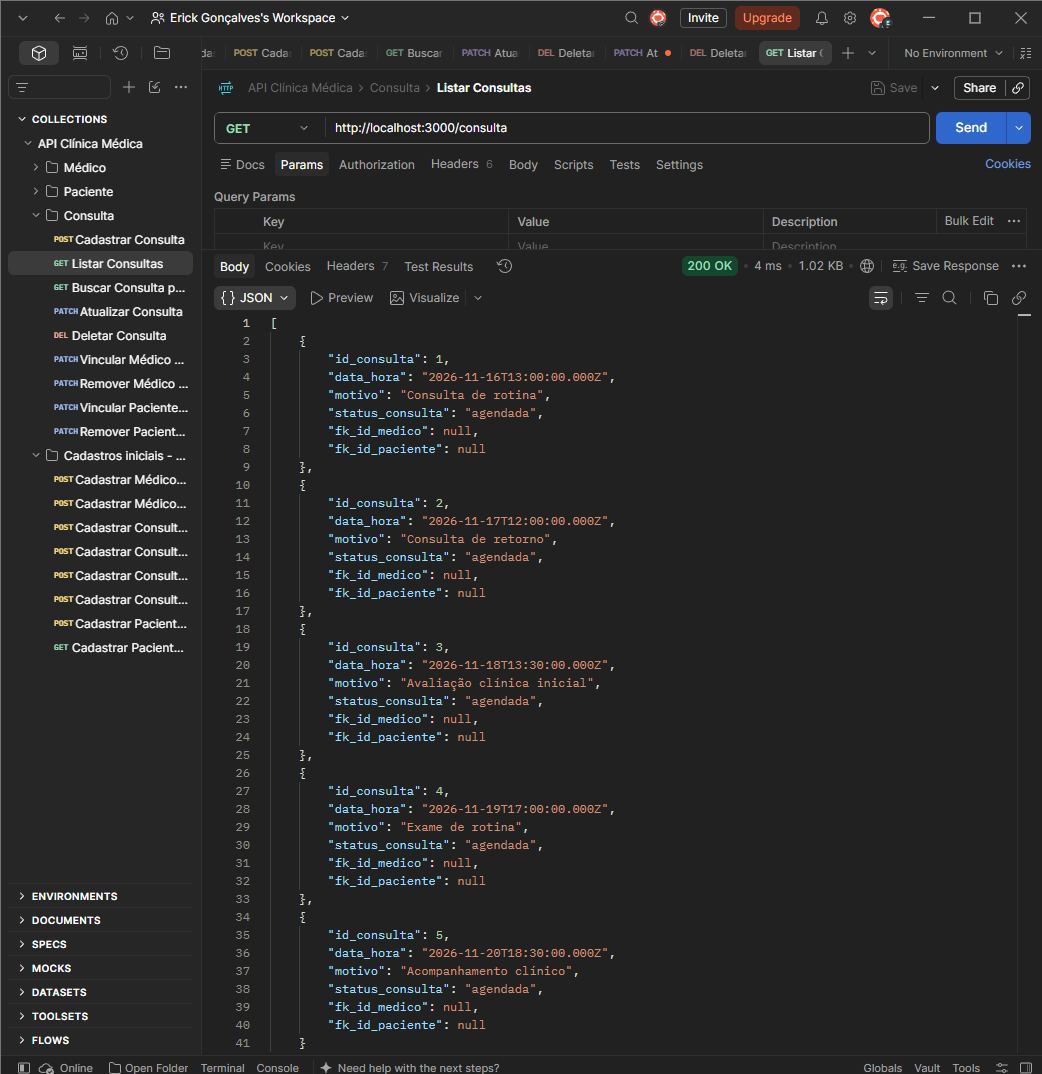 Erick Gonçalves's Workspace
Invite
Upgrade
POST Cada
POST Cada
GET Buscar
PATCH Atua
DEL Deletar
PATCH At
DEL Deletar
GET Listar
No Environment
API Clínica Médica > Consulta > Listar Consultas
Save
Share
GET
http://localhost:3000/consulta
Send
Docs
Params
Authorization
Headers 6
Body
Scripts
Tests
Settings
Cookies
Query Params
Key
Value
Description
Bulk Edit
Key
Value
Description
COLLECTIONS
API Clínica Médica
Médico
Paciente
Consulta
POST Cadastrar Consulta
GET Listar Consultas
GET Buscar Consulta p...
PATCH Atualizar Consulta
DEL Deletar Consulta
PATCH Vincular Médico ...
PATCH Remover Médico ...
PATCH Vincular Paciente...
PATCH Remover Pacient...
Cadastros iniciais - ...
POST Cadastrar Médico...
POST Cadastrar Médico...
POST Cadastrar Consult...
POST Cadastrar Consult...
POST Cadastrar Consult...
POST Cadastrar Consult...
POST Cadastrar Pacient...
GET Cadastrar Pacient...
ENVIRONMENTS
DOCUMENTS
SPECS
MOCKS
DATASETS
TOOLSETS
FLOWS
Body
Cookies
Headers 7
Test Results
200 OK
4 ms
1.02 KB
e.g. Save Response
{} JSON
Preview
Visualize
1 [
2 {
3 "id_consulta": 1,
4 "data_hora": "2026-11-16T13:00:00.000Z",
5 "motivo": "Consulta de rotina",
6 "status_consulta": "agendada",
7 "fk_id_medico": null,
8 "fk_id_paciente": null
9 },
10 {
11 "id_consulta": 2,
12 "data_hora": "2026-11-17T12:00:00.000Z",
13 "motivo": "Consulta de retorno",
14 "status_consulta": "agendada",
15 "fk_id_medico": null,
16 "fk_id_paciente": null
17 },
18 {
19 "id_consulta": 3,
20 "data_hora": "2026-11-18T13:30:00.000Z",
21 "motivo": "Avaliação clínica inicial",
22 "status_consulta": "agendada",
23 "fk_id_medico": null,
24 "fk_id_paciente": null
25 },
26 {
27 "id_consulta": 4,
28 "data_hora": "2026-11-19T17:00:00.000Z",
29 "motivo": "Exame de rotina",
30 "status_consulta": "agendada",
31 "fk_id_medico": null,
32 "fk_id_paciente": null
33 },
34 {
35 "id_consulta": 5,
36 "data_hora": "2026-11-20T18:30:00.000Z",
37 "motivo": "Acompanhamento clínico",
38 "status_consulta": "agendada",
39 "fk_id_medico": null,
40 "fk_id_paciente": null
41 }
Online
Open Folder
Terminal
Console
Need help with the next steps?
Globals
Vault
Tools